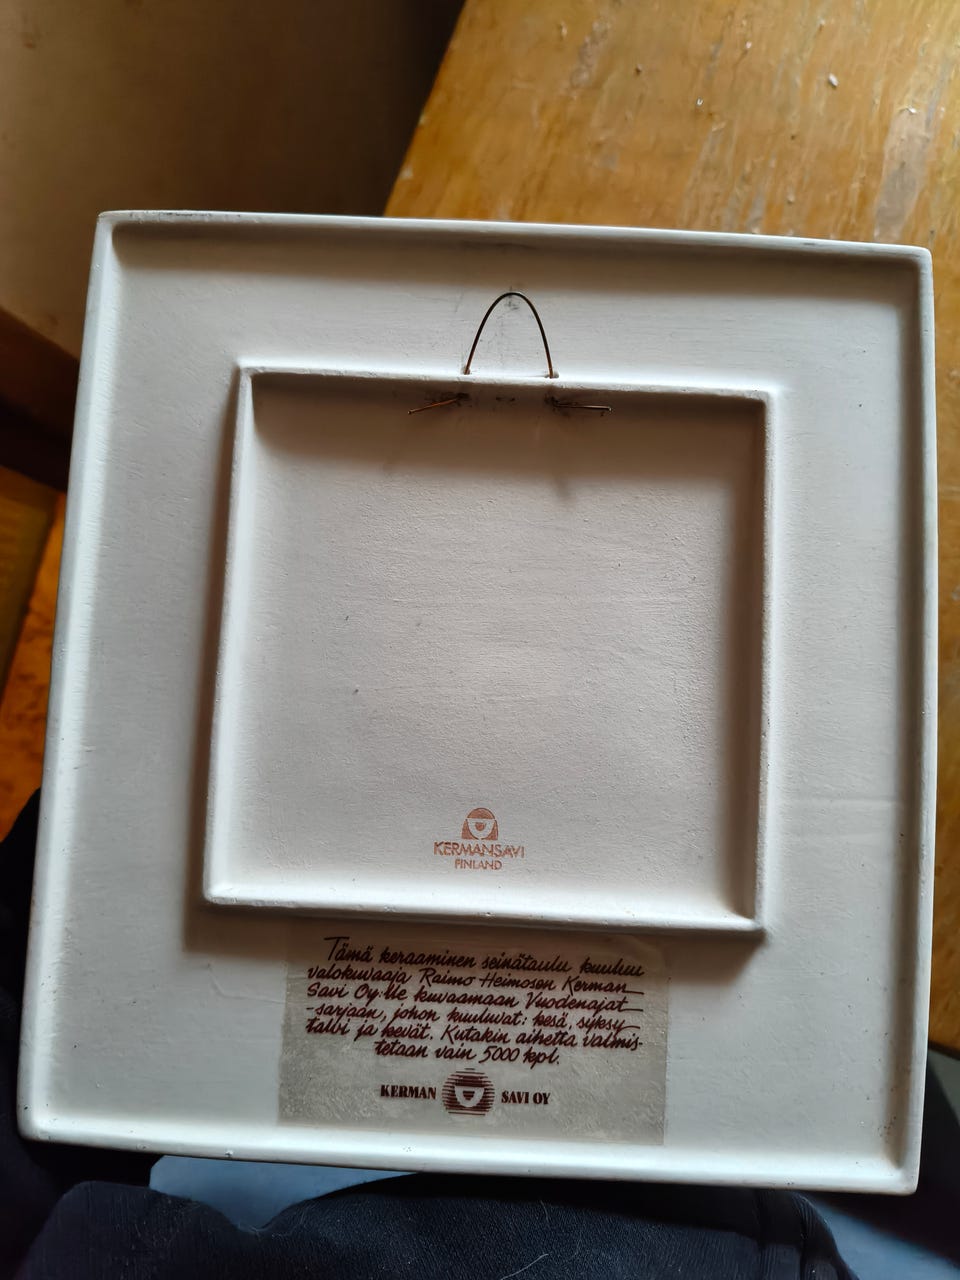 KERMANSAVI
FINLAND
Tämä keraaminen seinätaulu kuuluu
valokuvaaja Raimo Heimosen Kerman
Savi Oy:lle kuvaamaan Vuodenajat
-sarjaan, johon kuuluvat: kesä, syksy
talvi ja kevät. Kutakin aihetta valmis-
tetaan vain 5000 kpl.
KERMAN SAVI OY